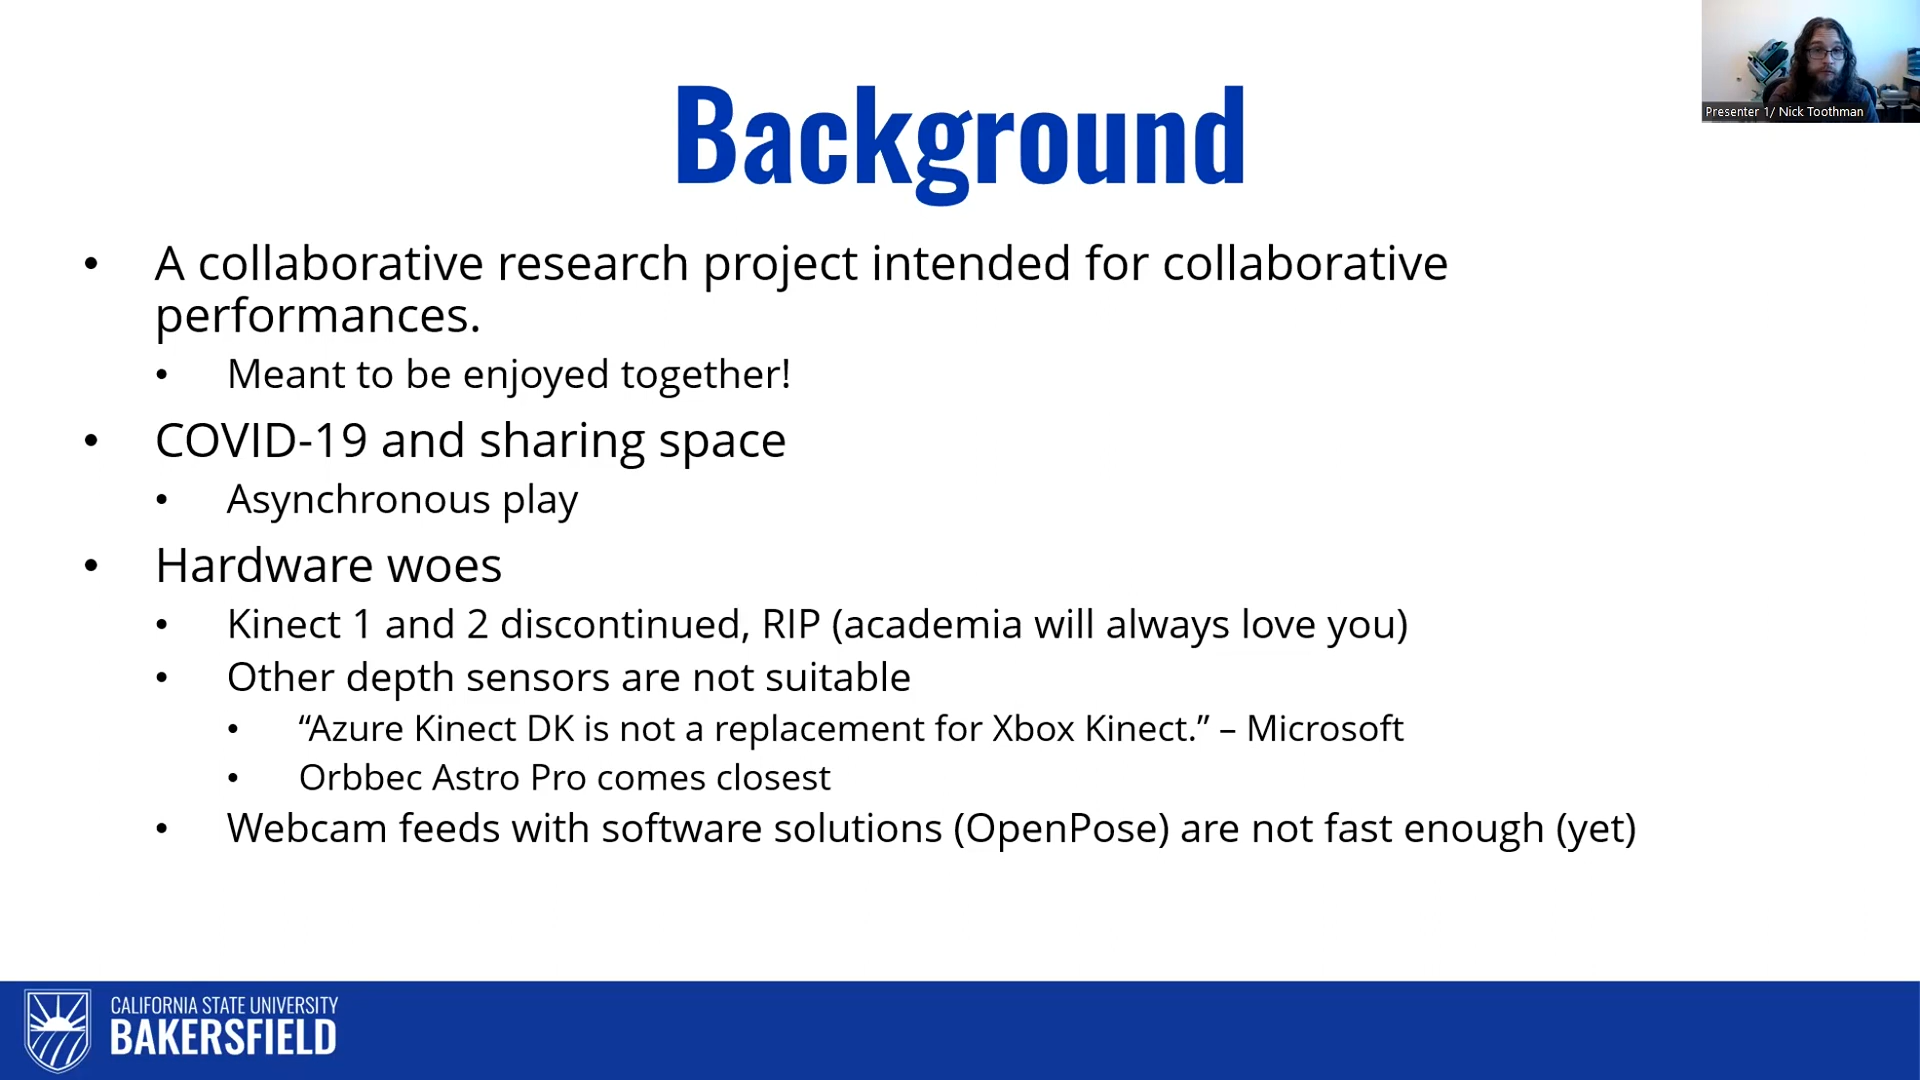 Background
Presenter 1/ Nick Toothman
• A collaborative research project intended for collaborative
performances.
• Meant to be enjoyed together!
• COVID-19 and sharing space
• Asynchronous play
• Hardware woes
• Kinect 1 and 2 discontinued, RIP (academia will always love you)
• Other depth sensors are not suitable
• “Azure Kinect DK is not a replacement for Xbox Kinect.” – Microsoft
• Orbbec Astro Pro comes closest
• Webcam feeds with software solutions (OpenPose) are not fast enough (yet)
CALIFORNIA STATE UNIVERSITY
BAKERSFIELD